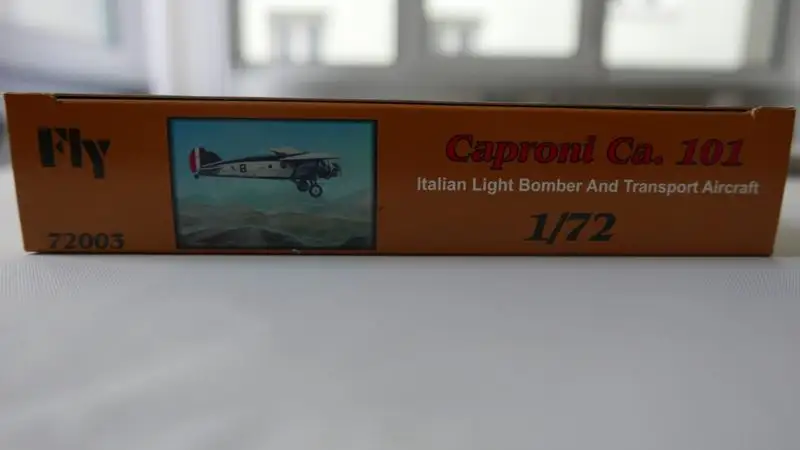 Fly
72003
B
Caproni Ca. 101
Italian Light Bomber And Transport Aircraft
1/72